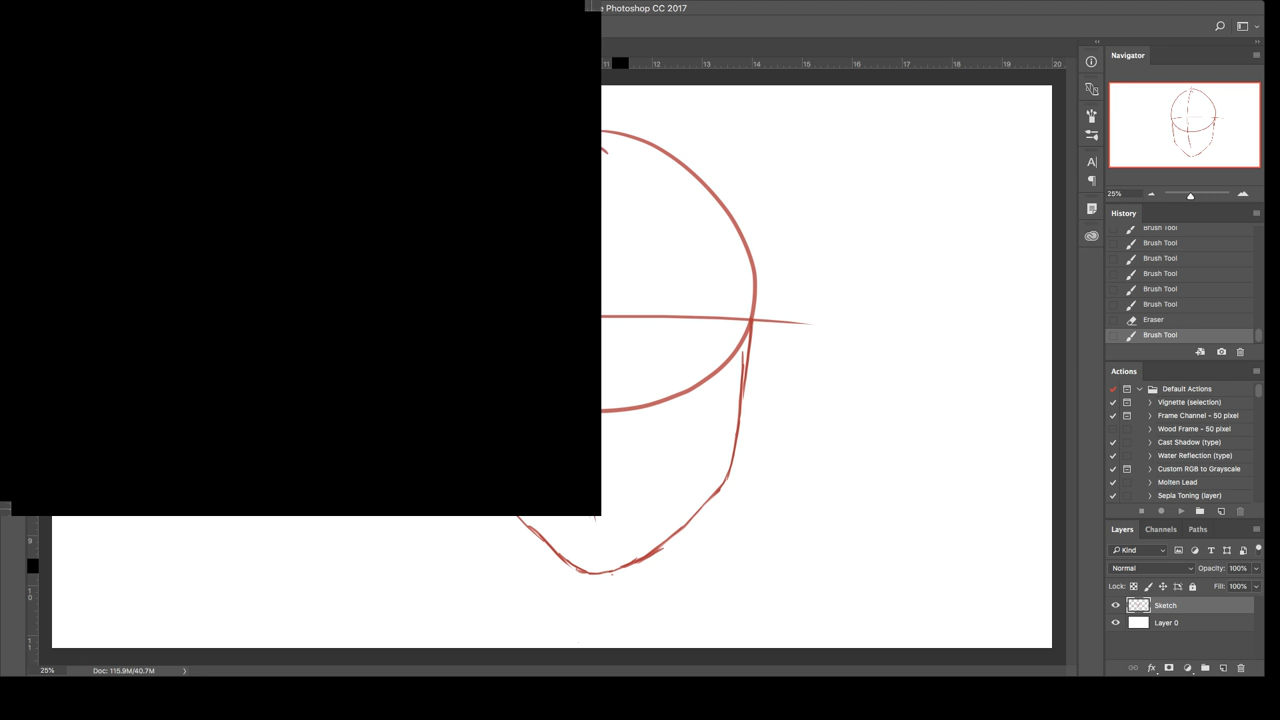 Photoshop CC 2017
11 12 13 14 15 16 17 18 19 20
Navigator
25%
History
Brush Tool
Brush Tool
Brush Tool
Brush Tool
Brush Tool
Brush Tool
Eraser
Brush Tool
Actions
Default Actions
Vignette (selection)
Frame Channel - 50 pixel
Wood Frame - 50 pixel
Cast Shadow (type)
Water Reflection (type)
Custom RGB to Grayscale
Molten Lead
Sepia Toning (layer)
Layers Channels Paths
Kind
Normal Opacity: 100%
Lock: Fill: 100%
Sketch
Layer 0
9
10
11
25% Doc: 115.9M/40.7M